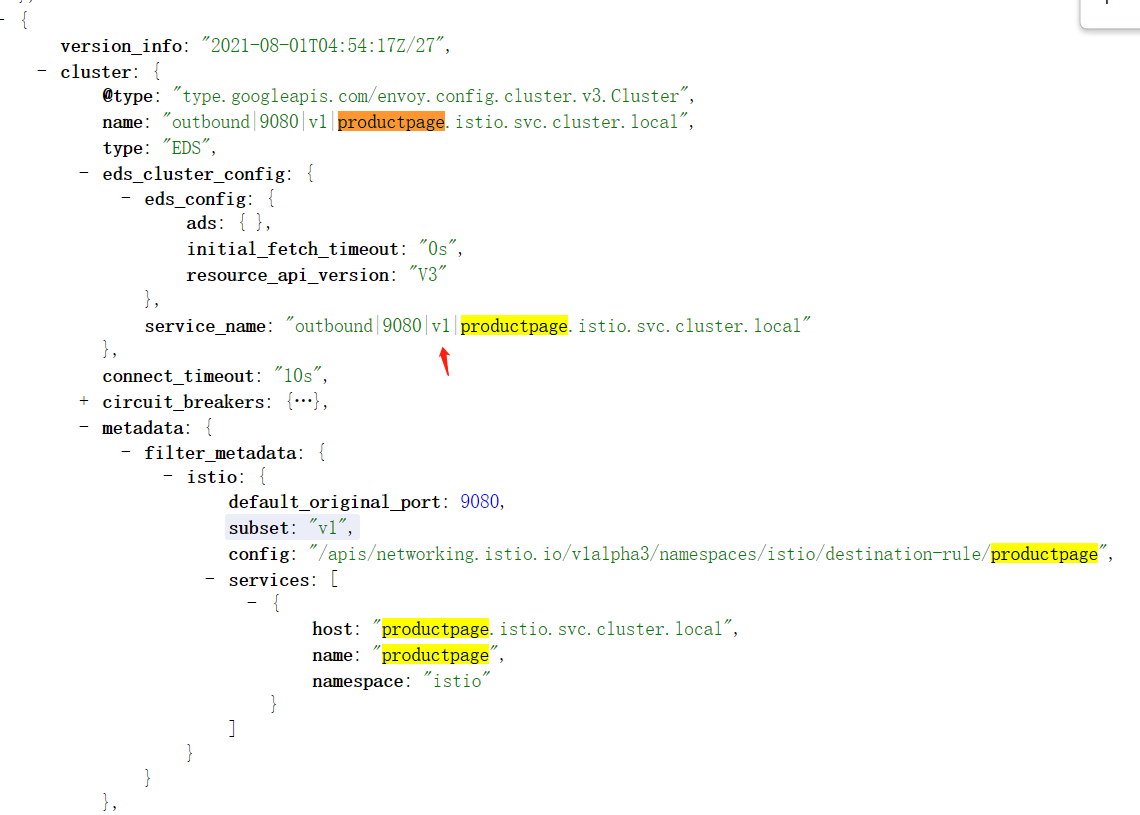 - {
version_info: "2021-08-01T04:54:17Z/27",
- cluster: {
@type: "type.googleapis.com/envoy.config.cluster.v3.Cluster",
name: "outbound|9080|v1|productpage.istio.svc.cluster.local",
type: "EDS",
- eds_cluster_config: {
- eds_config: {
ads: { },
initial_fetch_timeout: "0s",
resource_api_version: "V3"
},
service_name: "outbound|9080|v1|productpage.istio.svc.cluster.local"
},
connect_timeout: "10s",
+ circuit_breakers: {…},
- metadata: {
- filter_metadata: {
- istio: {
default_original_port: 9080,
subset: "v1",
config: "/apis/networking.istio.io/v1alpha3/namespaces/istio/destination-rule/productpage",
- services: [
- {
host: "productpage.istio.svc.cluster.local",
name: "productpage",
namespace: "istio"
}
]
}
}
},